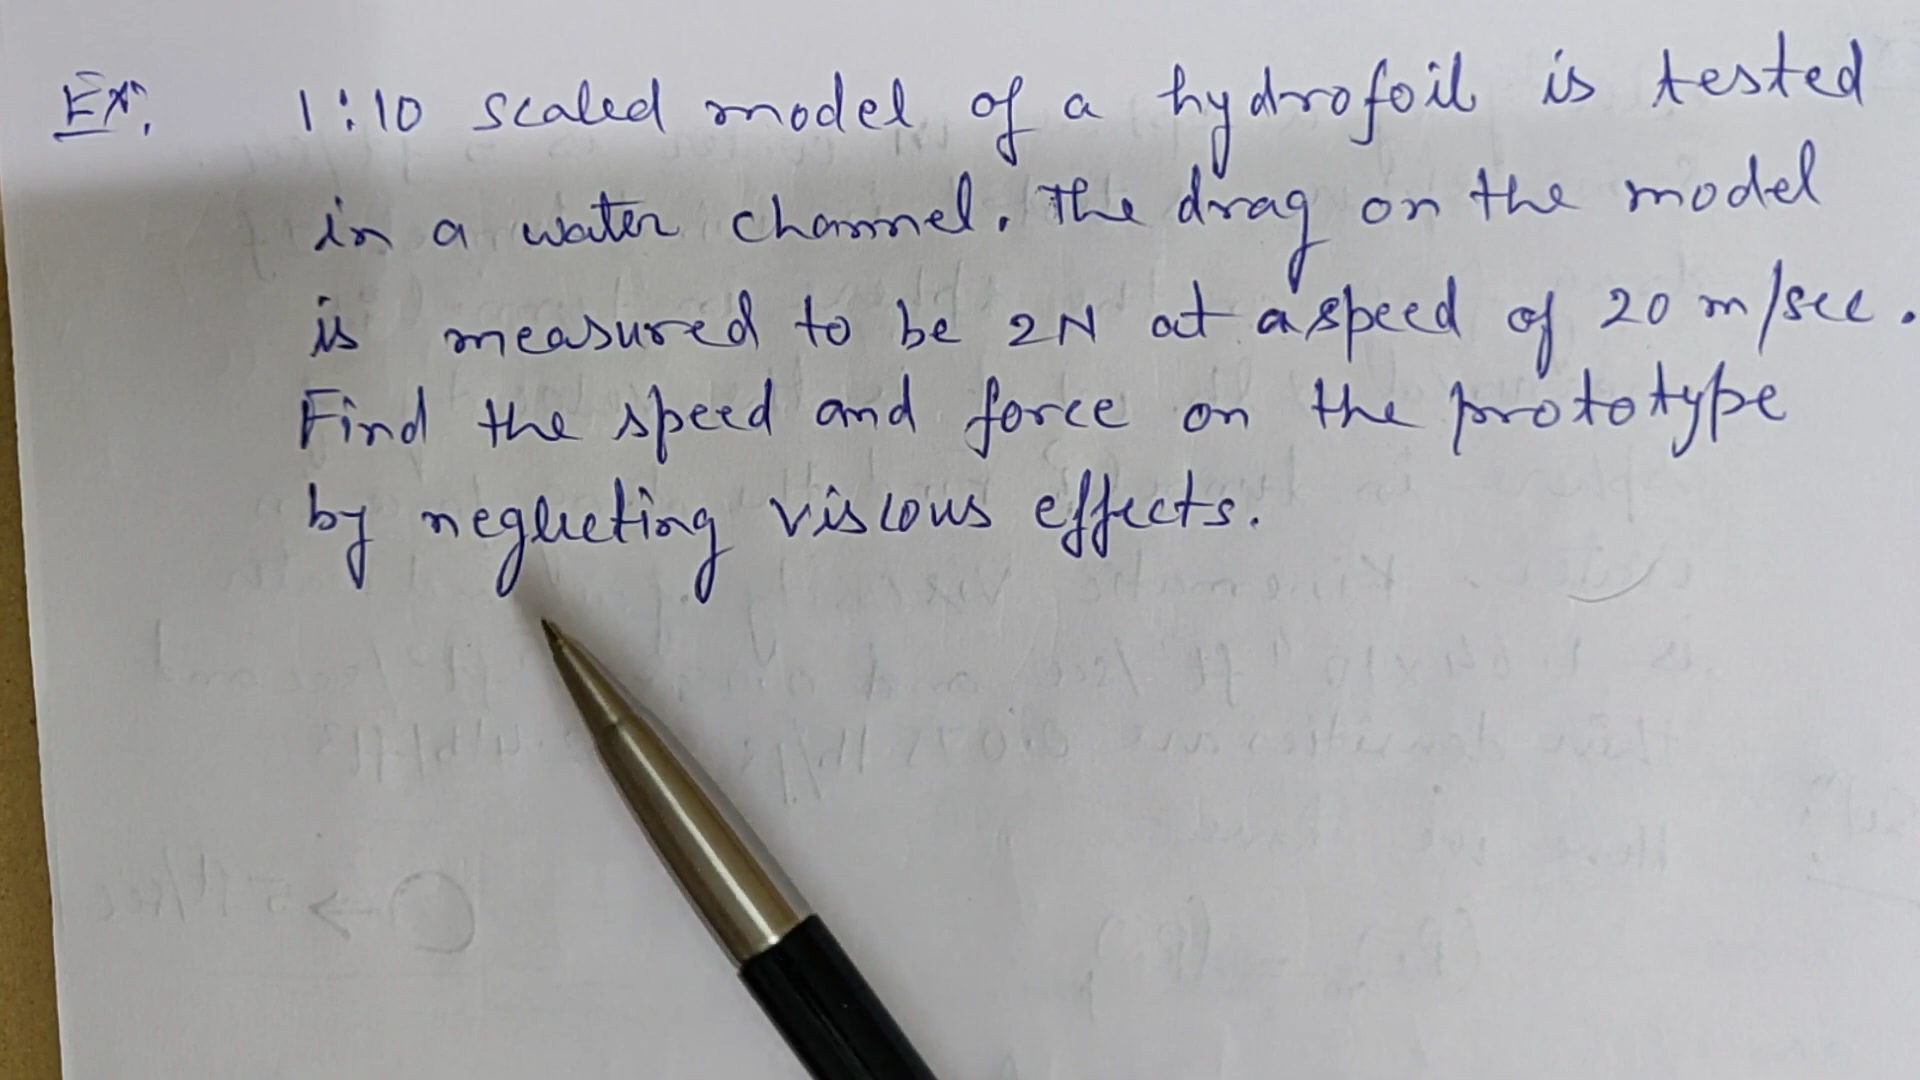 Ex. 1:10 scaled model of a hydrofoil is tested
in a water channel. The drag on the model
is measured to be 2N at a speed of 20 m/sec.
Find the speed and force on the prototype
by neglecting viscous effects.